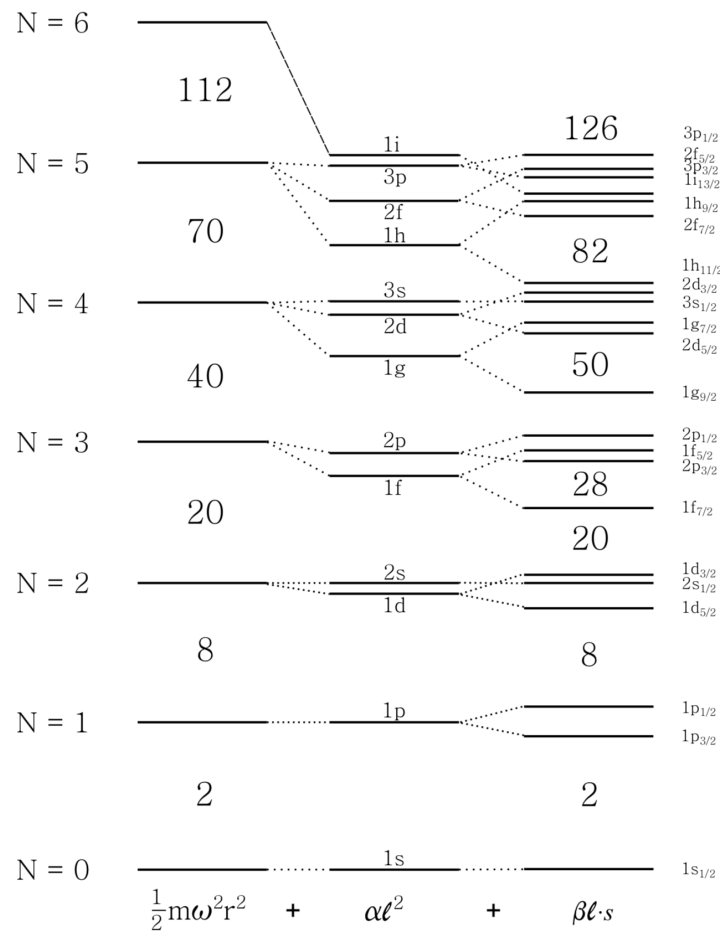 N = 6
112
126
3p1/2
1i
2f5/2
N = 5
3p3/2
3p
1i13/2
1h9/2
2f
2f7/2
70
1h
82
1h11/2
3s
2d3/2
N = 4
3s1/2
2d
1g7/2
2d5/2
40
1g
50
1g9/2
N = 3
2p
2p1/2
1f5/2
2p3/2
1f
28
1f7/2
20
20
N = 2
2s
1d3/2
2s1/2
1d
1d5/2
8
8
N = 1
1p
1p1/2
1p3/2
2
2
N = 0
1s
1s1/2
½mω²r² + αℓ² + βℓ·s